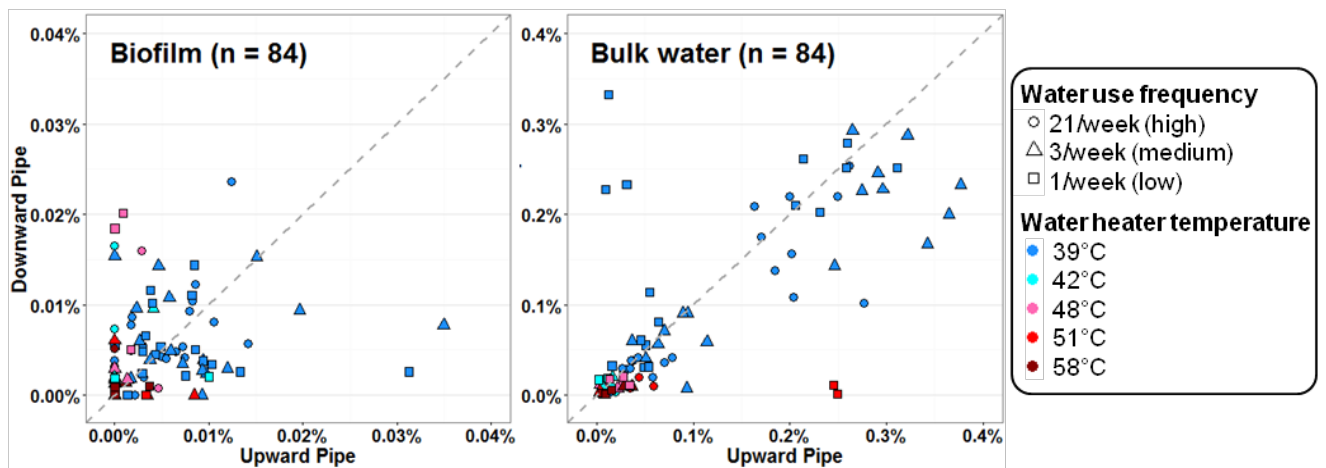 Biofilm (n = 84)
Bulk water (n = 84)
Downward Pipe
0.04%
0.03%
0.02%
0.01%
0.00%
0.00%
0.01%
0.02%
0.03%
0.04%
Upward Pipe
0.4%
0.3%
0.2%
0.1%
0.0%
0.0%
0.1%
0.2%
0.3%
0.4%
Upward Pipe
Water use frequency
21/week (high)
3/week (medium)
1/week (low)
Water heater temperature
39°C
42°C
48°C
51°C
58°C